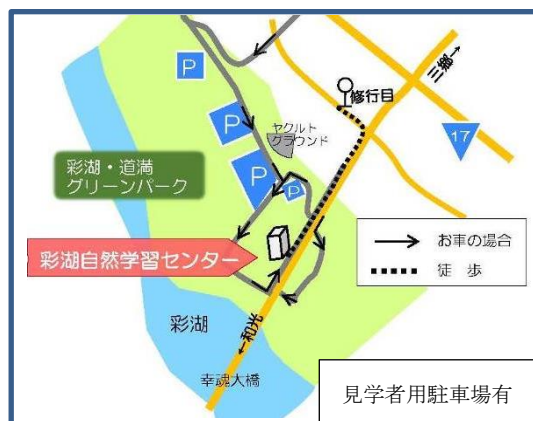 P
修行目
三郷→
ヤクルト
グラウンド
17
P
P
P
彩湖・道満
グリーンパーク
お車の場合
徒 歩
彩湖自然学習センター
彩湖
←和光
幸魂大橋
見学者用駐車場有